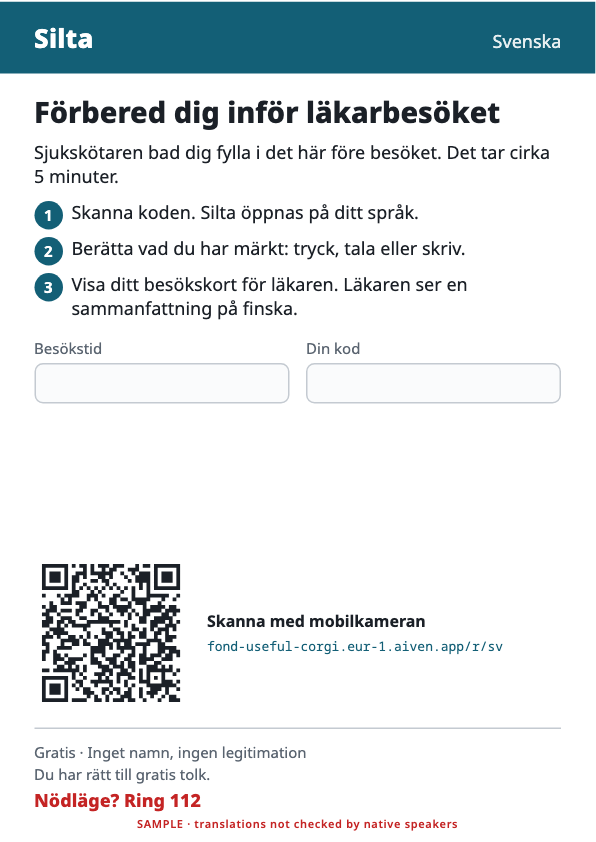 Silta
Svenska
Förbered dig inför läkarbesöket
Sjukskötaren bad dig fylla i det här före besöket. Det tar cirka
5 minuter.
1 Skanna koden. Silta öppnas på ditt språk.
2 Berätta vad du har märkt: tryck, tala eller skriv.
3 Visa ditt besökskort för läkaren. Läkaren ser en
sammanfattning på finska.
Besökstid
Din kod
Skanna med mobilkameran
fond-useful-corgi.eur-1.aiven.app/r/sv
Gratis · Inget namn, ingen legitimation
Du har rätt till gratis tolk.
Nödläge? Ring 112
SAMPLE · translations not checked by native speakers